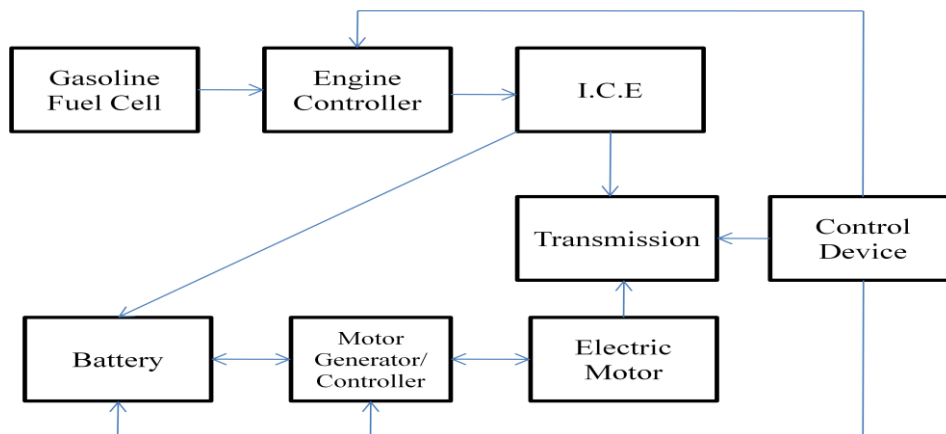 Gasoline
Fuel Cell
Engine
Controller
I.C.E
Transmission
Control
Device
Battery
Motor
Generator/
Controller
Electric
Motor